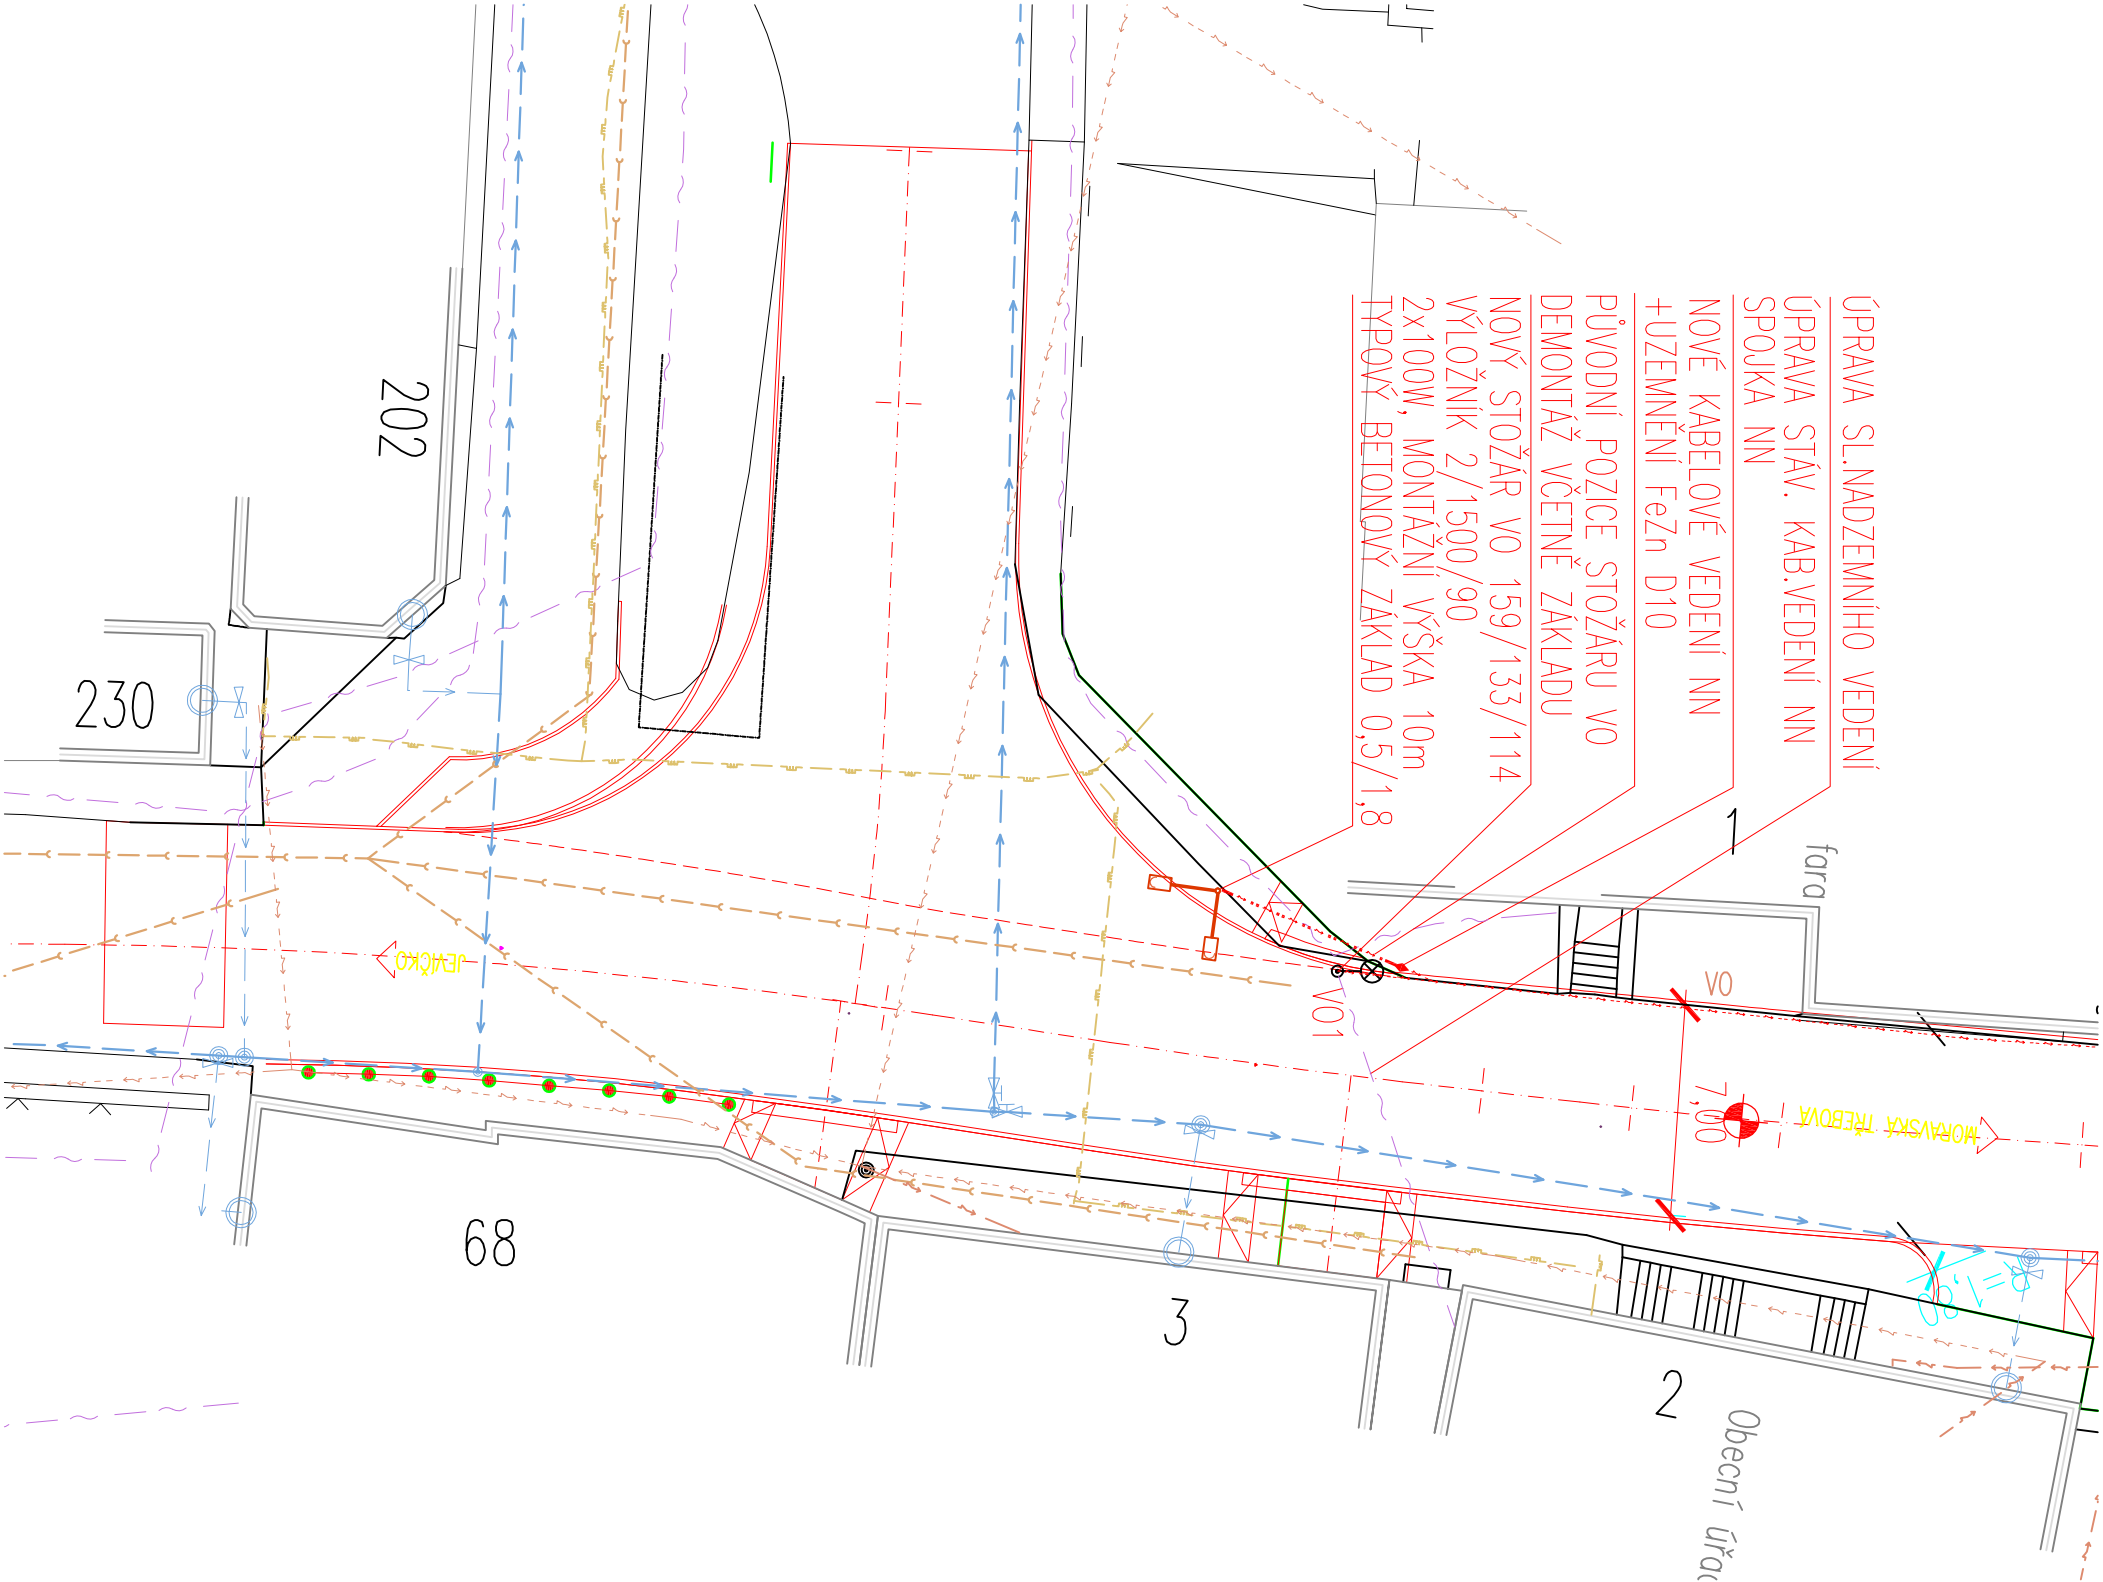 ÚPRAVA SL.NADZEMNÍHO VEDENÍ
ÚPRAVA STÁV. KAB.VEDENÍ NN
SPOJKA NN
NOVÉ KABELOVÉ VEDENÍ NN
+UZEMNĚNÍ FeZn D10
PŮVODNÍ POZICE STOŽÁRU VO
DEMONTÁŽ VČETNĚ ZÁKLADU
NOVÝ STOŽÁR VO 159/133/114
VÝLOŽNÍK 2/1500/90
2x100W, MONTÁŽNÍ VÝŠKA 10m
TYPOVÝ BETONOVÝ ZÁKLAD 0,5/1,8
202
230
1
fara
JEVÍČKO
VO
VO1
7,00
MORAVSKÁ TŘEBOVÁ
R=1,80
68
3
2
Obecní úřad